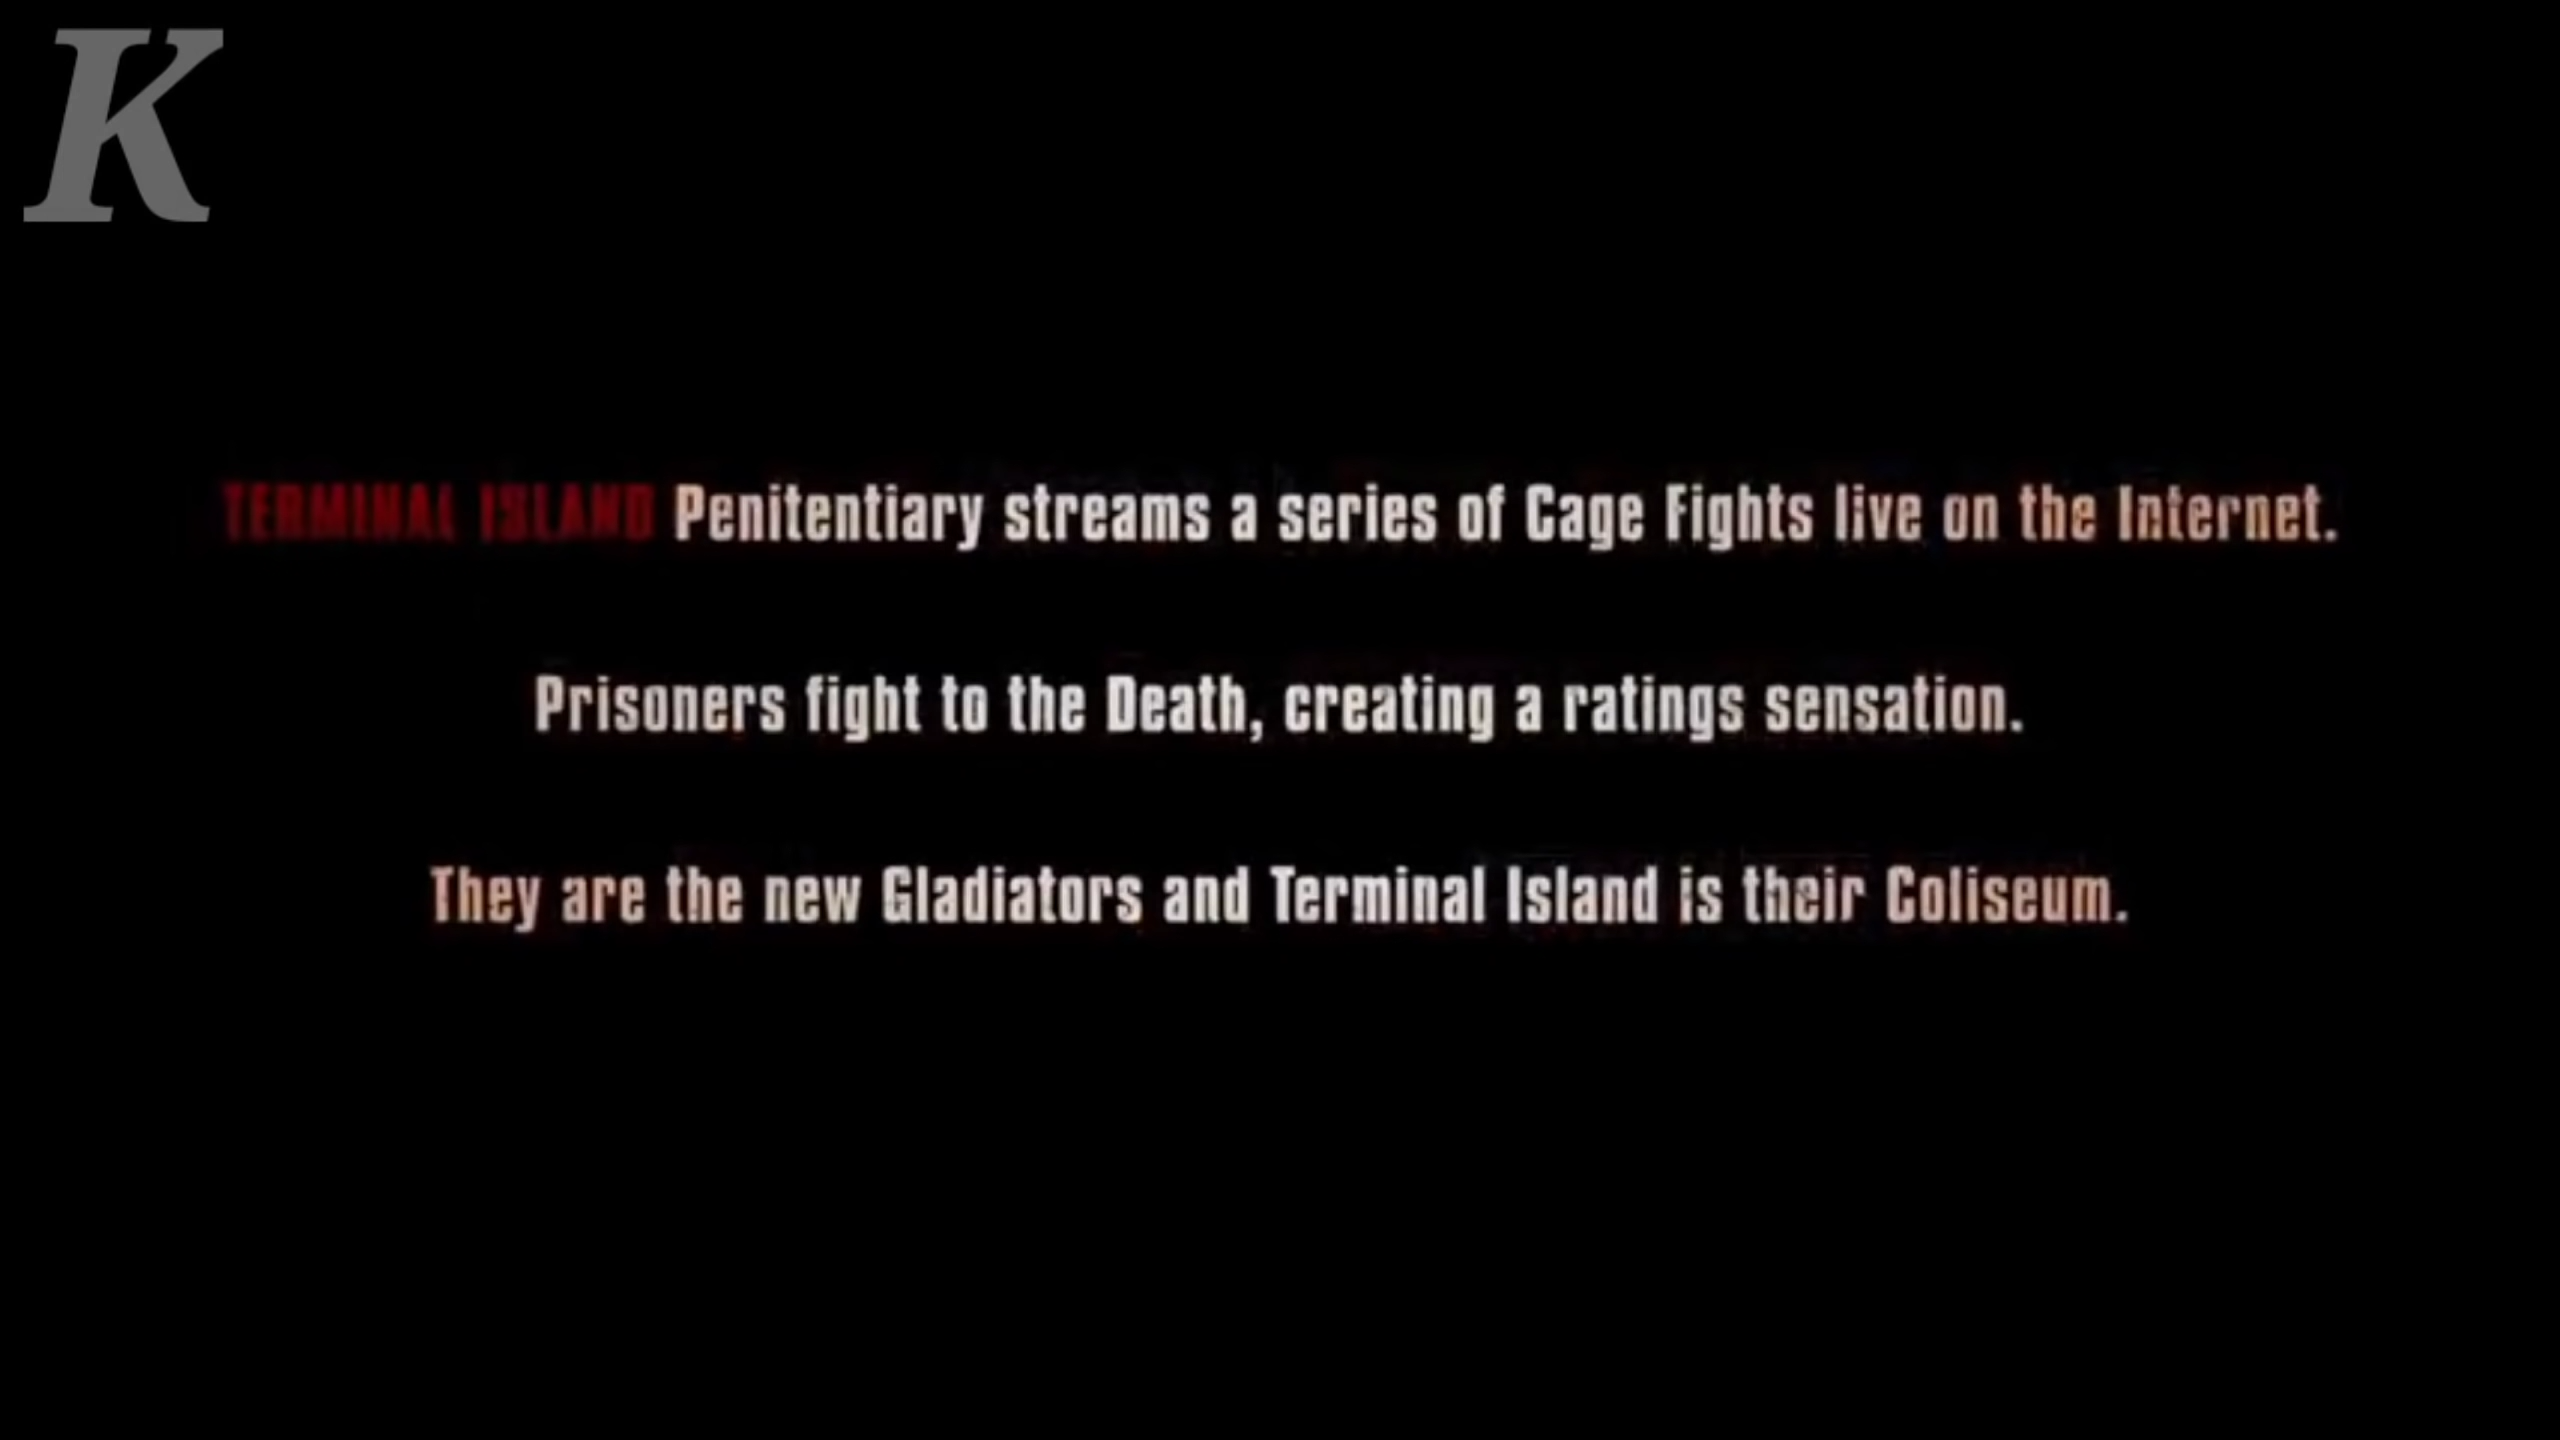 K
TERMINAL ISLAND Penitentiary streams a series of Cage Fights live on the Internet.
Prisoners fight to the Death, creating a ratings sensation.
They are the new Gladiators and Terminal Island is their Coliseum.